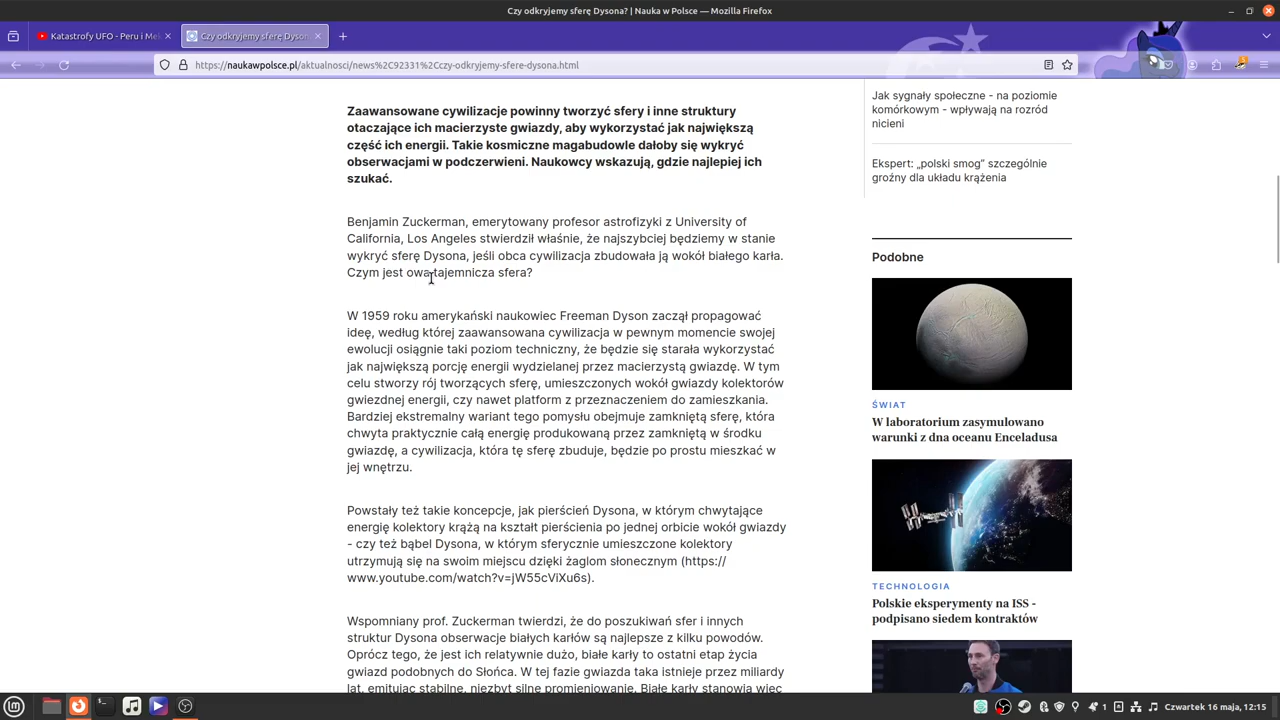 Czy odkryjemy sferę Dysona? | Nauka w Polsce — Mozilla Firefox
Katastrofy UFO - Peru i Me
Czy odkryjemy sferę Dyson
https://naukawpolsce.pl/aktualnosci/news%2C92331%2Cczy-odkryjemy-sfere-dysona.html
Zaawansowane cywilizacje powinny tworzyć sfery i inne struktury
otaczające ich macierzyste gwiazdy, aby wykorzystać jak największą
część ich energii. Takie kosmiczne magabudowle dałoby się wykryć
obserwacjami w podczerwieni. Naukowcy wskazują, gdzie najlepiej ich
szukać.
Benjamin Zuckerman, emerytowany profesor astrofizyki z University of
California, Los Angeles stwierdził właśnie, że najszybciej będziemy w stanie
wykryć sferę Dysona, jeśli obca cywilizacja zbudowała ją wokół białego karła.
Czym jest owa tajemnicza sfera?
W 1959 roku amerykański naukowiec Freeman Dyson zaczął propagować
ideę, według której zaawansowana cywilizacja w pewnym momencie swojej
ewolucji osiągnie taki poziom techniczny, że będzie się starała wykorzystać
jak największą porcję energii wydzielanej przez macierzystą gwiazdę. W tym
celu stworzy rój tworzących sferę, umieszczonych wokół gwiazdy kolektorów
gwiezdnej energii, czy nawet platform z przeznaczeniem do zamieszkania.
Bardziej ekstremalny wariant tego pomysłu obejmuje zamkniętą sferę, która
chwyta praktycznie całą energię produkowaną przez zamkniętą w środku
gwiazdę, a cywilizacja, która tę sferę zbuduje, będzie po prostu mieszkać w
jej wnętrzu.
Powstały też takie koncepcje, jak pierścień Dysona, w którym chwytające
energię kolektory krążą na kształt pierścienia po jednej orbicie wokół gwiazdy
- czy też bąbel Dysona, w którym sferycznie umieszczone kolektory
utrzymują się na swoim miejscu dzięki żaglom słonecznym (https://
www.youtube.com/watch?v=jW55cViXu6s).
Wspomniany prof. Zuckerman twierdzi, że do poszukiwań sfer i innych
struktur Dysona obserwacje białych karłów są najlepsze z kilku powodów.
Oprócz tego, że jest ich relatywnie dużo, białe karły to ostatni etap życia
gwiazd podobnych do Słońca. W tej fazie gwiazda taka istnieje przez miliardy
lat, emitując stabilne, niezbyt silne promieniowanie. Białe karły stanowią więc
Jak sygnały społeczne - na poziomie
komórkowym - wpływają na rozród
nicieni
Ekspert: „polski smog” szczególnie
groźny dla układu krążenia
Podobne
ŚWIAT
W laboratorium zasymulowano
warunki z dna oceanu Enceladusa
TECHNOLOGIA
Polskie eksperymenty na ISS -
podpisano siedem kontraktów
1
Czwartek 16 maja, 12:15